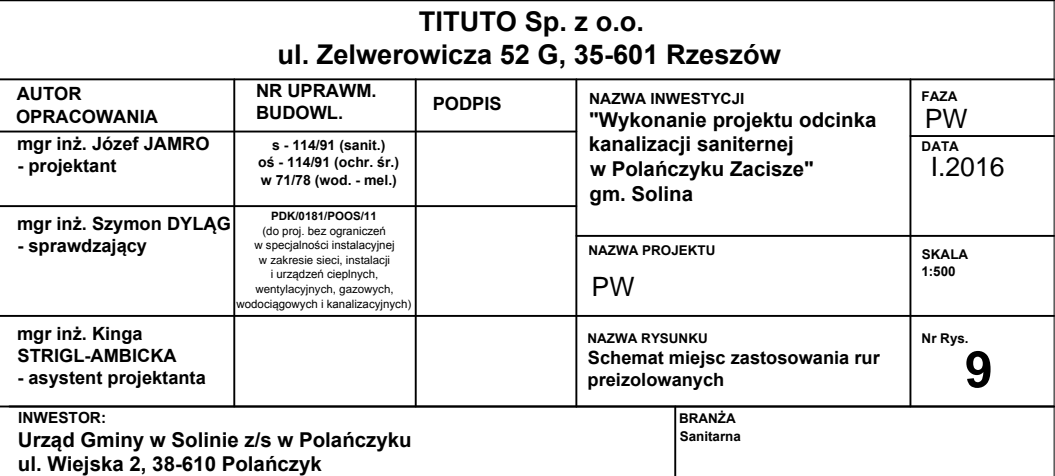 TITUTO Sp. z o.o.
ul. Zelwerowicza 52 G, 35-601 Rzeszów
AUTOR
OPRACOWANIA
NR UPRAWM.
BUDOWL.
PODPIS
NAZWA INWESTYCJI
"Wykonanie projektu odcinka
kanalizacji saniternej
w Polańczyku Zacisze"
gm. Solina
FAZA
PW
DATA
I.2016
mgr inż. Józef JAMRO
- projektant
s - 114/91 (sanit.)
oś - 114/91 (ochr. śr.)
w 71/78 (wod. - mel.)
mgr inż. Szymon DYLĄG
- sprawdzający
PDK/0181/POOS/11
(do proj. bez ograniczeń
w specjalności instalacyjnej
w zakresie sieci, instalacji
i urządzeń cieplnych,
wentylacyjnych, gazowych,
wodociągowych i kanalizacyjnych)
NAZWA PROJEKTU
PW
SKALA
1:500
mgr inż. Kinga
STRIGL-AMBICKA
- asystent projektanta
NAZWA RYSUNKU
Schemat miejsc zastosowania rur
preizolowanych
Nr Rys.
9
INWESTOR:
Urząd Gminy w Solinie z/s w Polańczyku
ul. Wiejska 2, 38-610 Polańczyk
BRANŻA
Sanitarna